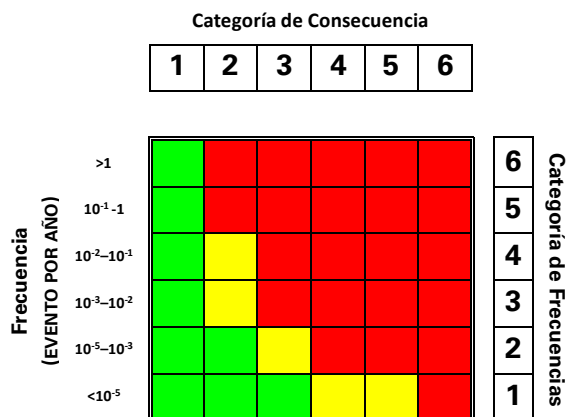 Categoría de Consecuencia
1 2 3 4 5 6
Frecuencia
(EVENTO POR AÑO)
>1
10⁻¹ -1
10⁻²–10⁻¹
10⁻³–10⁻²
10⁻⁵–10⁻³
<10⁻⁵
6
5
4
3
2
1
Categoría de Frecuencias